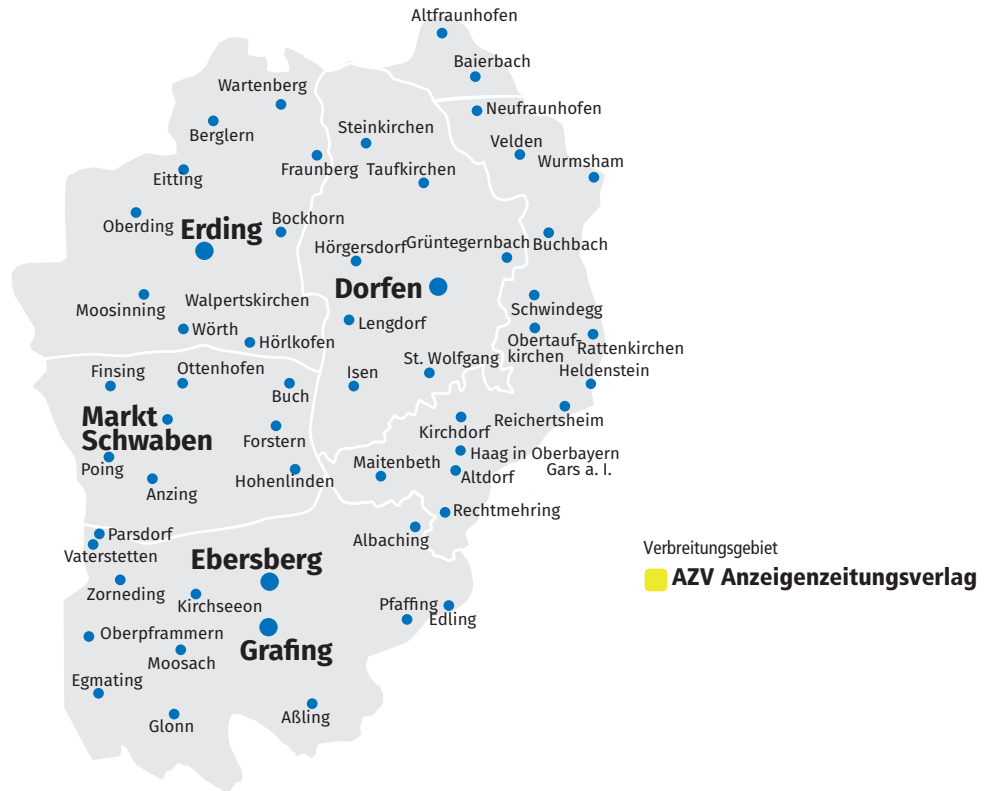 Altfraunhofen
Baierbach
Wartenberg
Neufraunhofen
Berglern
Steinkirchen
Velden
Wurmsham
Fraunberg
Taufkirchen
Eitting
Oberding
Erding
Bockhorn
Hörgersdorf
Grüntegernbach
Buchbach
Dorfen
Moosinning
Walpertskirchen
Schwindegg
Wörth
Lengdorf
Hörlkofen
Obertauf-
kirchen
Rattenkirchen
Finsing
Ottenhofen
Isen
St. Wolfgang
Heldenstein
Buch
Markt
Schwaben
Forstern
Kirchdorf
Reichertsheim
Poing
Anzing
Hohenlinden
Maitenbeth
Haag in Oberbayern
Gars a. I.
Altdorf
Rechtmehring
Parsdorf
Vaterstetten
Albaching
Ebersberg
Zorneding
Kirchseeon
Pfaffing
Edling
Oberpframmern
Moosach
Grafing
Egmating
Glonn
Aßling
Verbreitungsgebiet
AZV Anzeigenzeitungsverlag